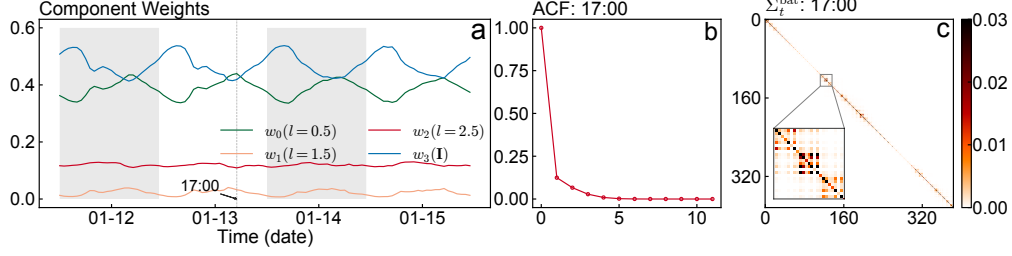 Component Weights
a
0.6
0.4
0.2
0.0
w₀(l = 0.5)
w₁(l = 1.5)
w₂(l = 2.5)
w₃(I)
17:00
01-12
01-13
01-14
01-15
Time (date)
ACF: 17:00
b
1.00
0.75
0.50
0.25
0.00
0
5
10
Σₜᵇᵃᵗ: 17:00
c
0
160
320
0
160
320
0.03
0.02
0.01
0.00